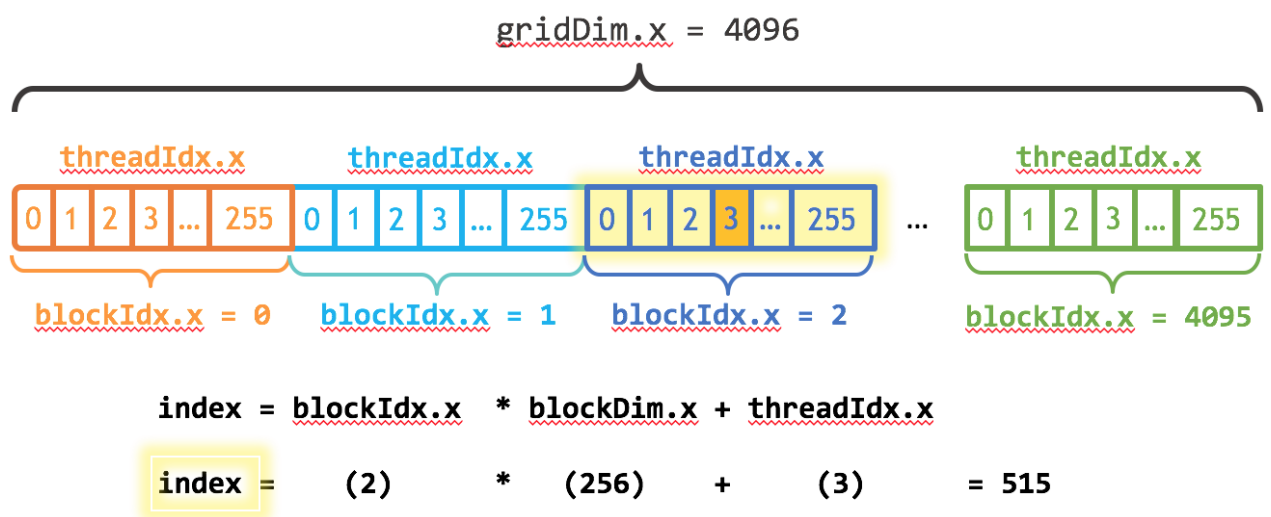 gridDim.x = 4096
threadIdx.x threadIdx.x threadIdx.x threadIdx.x
0 1 2 3 ... 255 0 1 2 3 ... 255 0 1 2 3 ... 255 ... 0 1 2 3 ... 255
blockIdx.x = 0 blockIdx.x = 1 blockIdx.x = 2 blockIdx.x = 4095
index = blockIdx.x * blockDim.x + threadIdx.x
index = (2) * (256) + (3) = 515